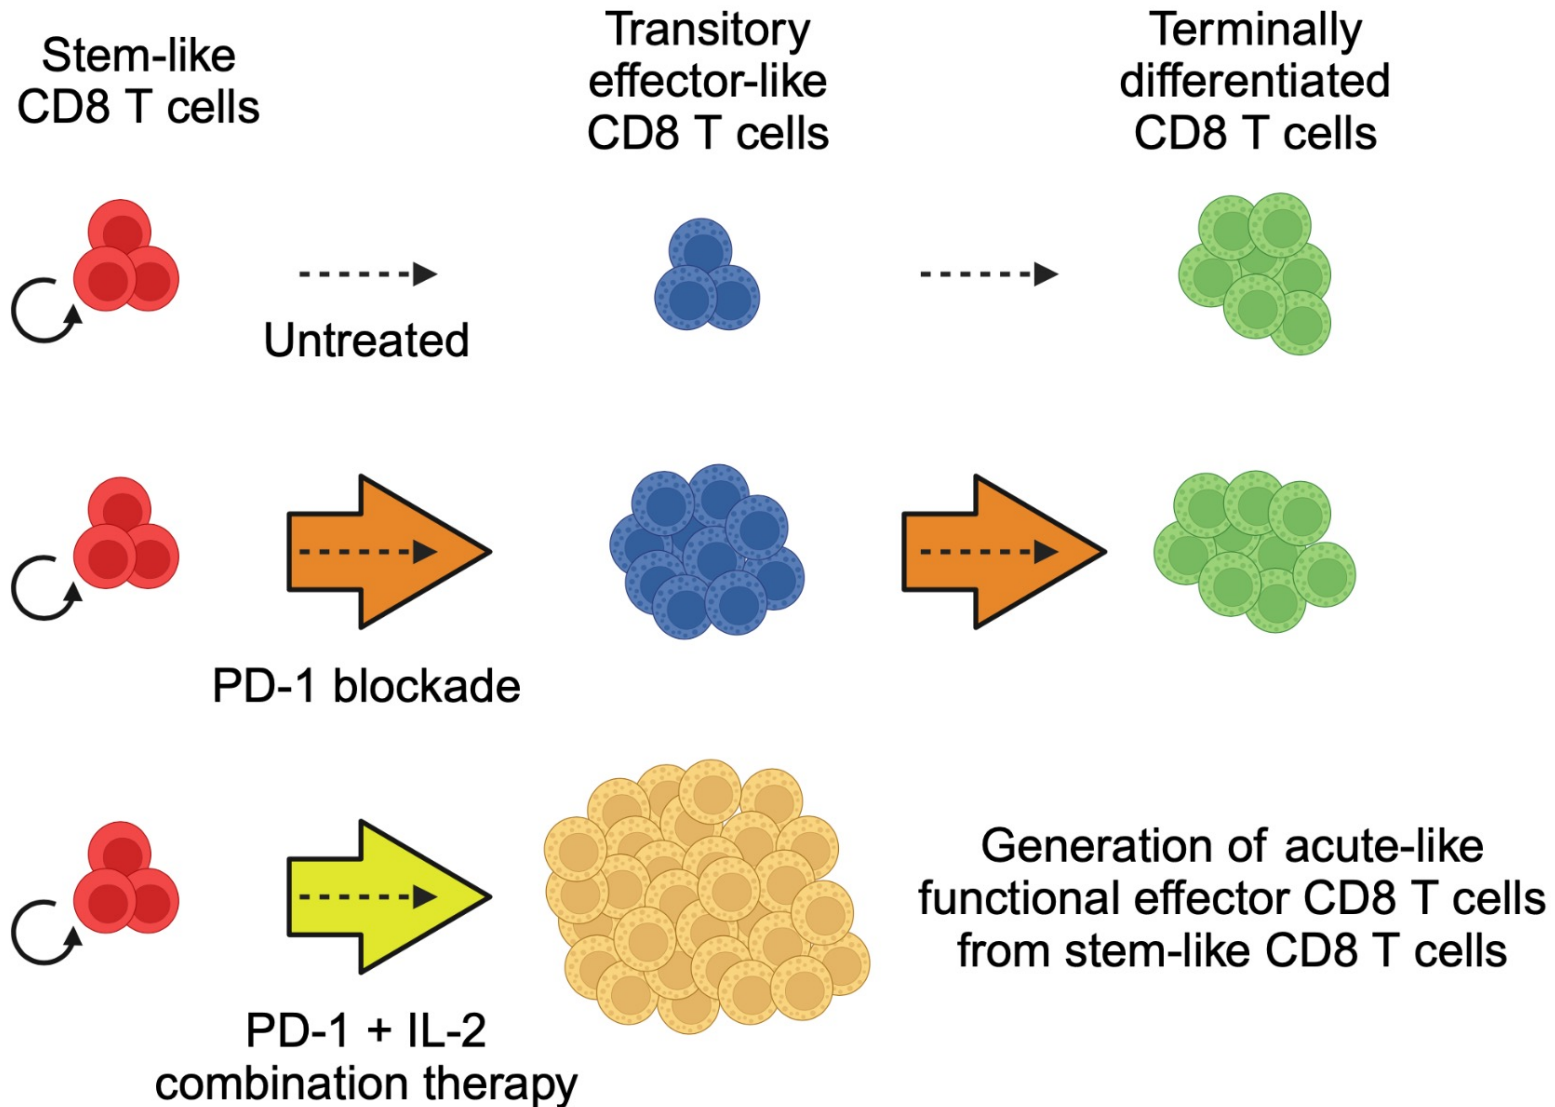 Stem-like
CD8 T cells
Transitory
effector-like
CD8 T cells
Terminally
differentiated
CD8 T cells
Untreated
PD-1 blockade
PD-1 + IL-2
combination therapy
Generation of acute-like
functional effector CD8 T cells
from stem-like CD8 T cells